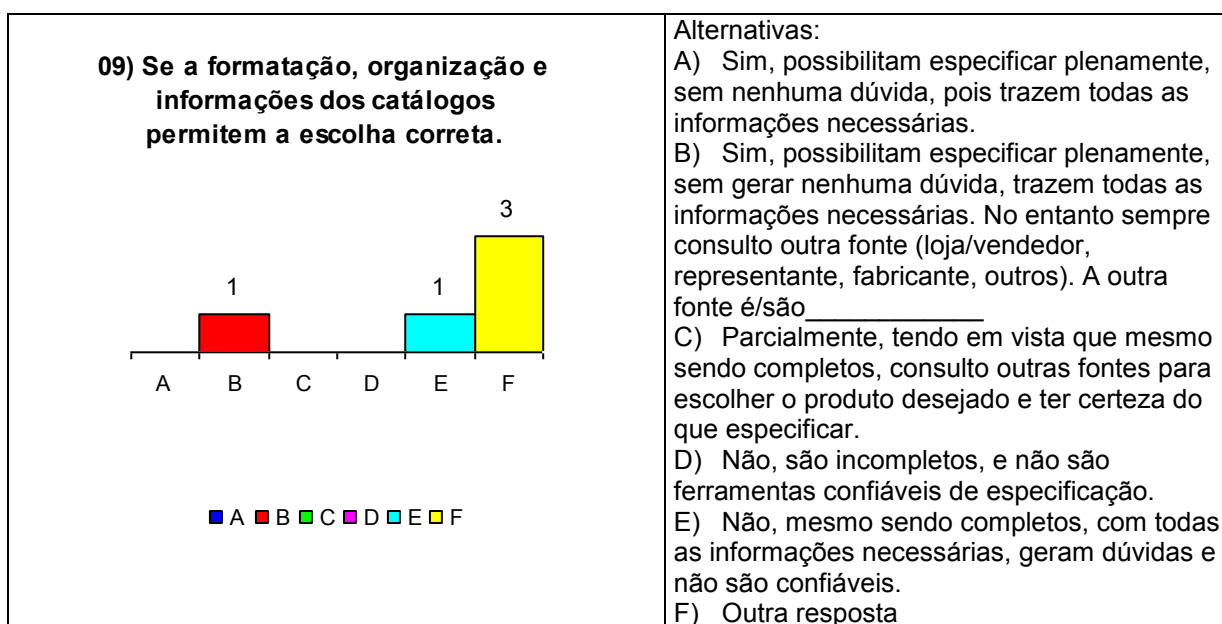 09) Se a formatação, organização e
informações dos catálogos
permitem a escolha correta.
3
1
1
A B C D E F
A B C D E F
Alternativas:
A) Sim, possibilitam especificar plenamente,
sem nenhuma dúvida, pois trazem todas as
informações necessárias.
B) Sim, possibilitam especificar plenamente,
sem gerar nenhuma dúvida, trazem todas as
informações necessárias. No entanto sempre
consulto outra fonte (loja/vendedor,
representante, fabricante, outros). A outra
fonte é/são_____________
C) Parcialmente, tendo em vista que mesmo
sendo completos, consulto outras fontes para
escolher o produto desejado e ter certeza do
que especificar.
D) Não, são incompletos, e não são
ferramentas confiáveis de especificação.
E) Não, mesmo sendo completos, com todas
as informações necessárias, geram dúvidas e
não são confiáveis.
F) Outra resposta